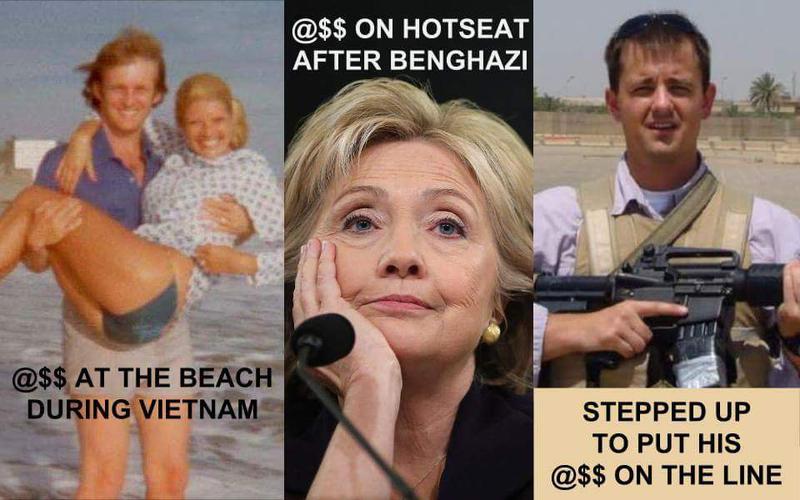 @$$ AT THE BEACH
DURING VIETNAM
@$$ ON HOTSEAT
AFTER BENGHAZI
STEPPED UP
TO PUT HIS
@$$ ON THE LINE